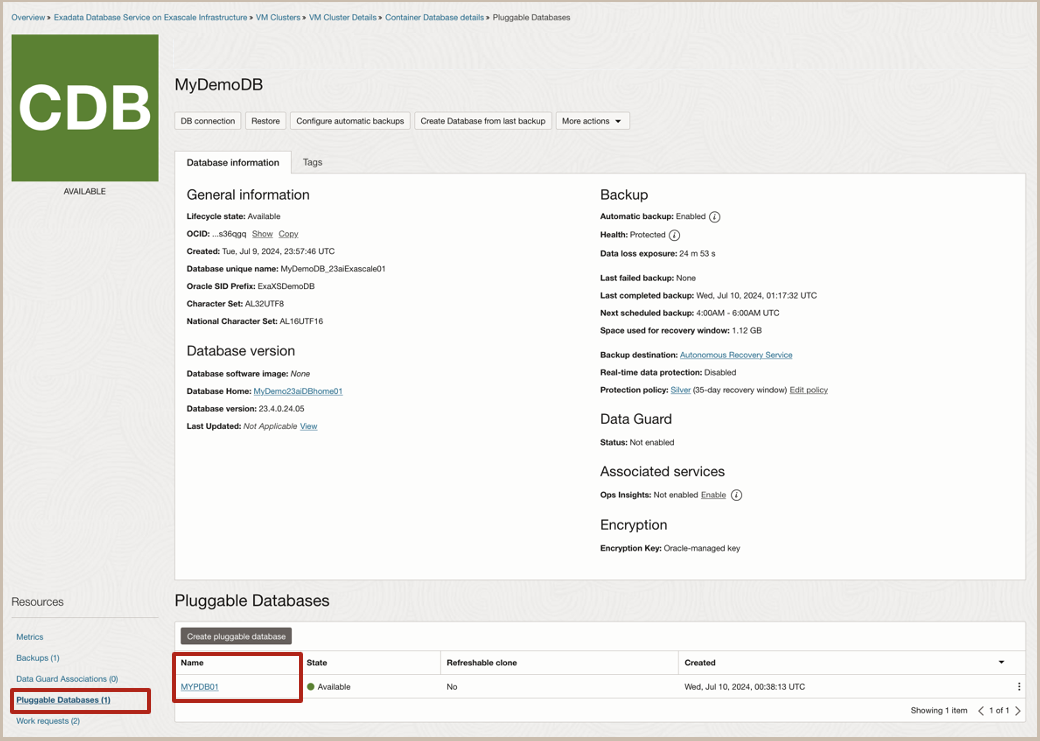 Overview » Exadata Database Service on Exascale Infrastructure » VM Clusters » VM Cluster Details » Container Database details » Pluggable Databases
CDB
AVAILABLE
MyDemoDB
DB connection Restore Configure automatic backups Create Database from last backup More actions
Database information Tags
General information
Lifecycle state: Available
OCID: ...s36qgq Show Copy
Created: Tue, Jul 9, 2024, 23:57:46 UTC
Database unique name: MyDemoDB_23aiExascale01
Oracle SID Prefix: ExaXSDemoDB
Character Set: AL32UTF8
National Character Set: AL16UTF16
Database version
Database software image: None
Database Home: MyDemo23aiDBhome01
Database version: 23.4.0.24.05
Last Updated: Not Applicable View
Backup
Automatic backup: Enabled i
Health: Protected i
Data loss exposure: 24 m 53 s
Last failed backup: None
Last completed backup: Wed, Jul 10, 2024, 01:17:32 UTC
Next scheduled backup: 4:00AM - 6:00AM UTC
Space used for recovery window: 1.12 GB
Backup destination: Autonomous Recovery Service
Real-time data protection: Disabled
Protection policy: Silver (35-day recovery window) Edit policy
Data Guard
Status: Not enabled
Associated services
Ops Insights: Not enabled Enable i
Encryption
Encryption Key: Oracle-managed key
Resources
Metrics
Backups (1)
Data Guard Associations (0)
Pluggable Databases (1)
Work requests (2)
Pluggable Databases
Create pluggable database
Name State Refreshable clone Created
MYPDB01 Available No Wed, Jul 10, 2024, 00:38:13 UTC
Showing 1 item < 1 of 1 >